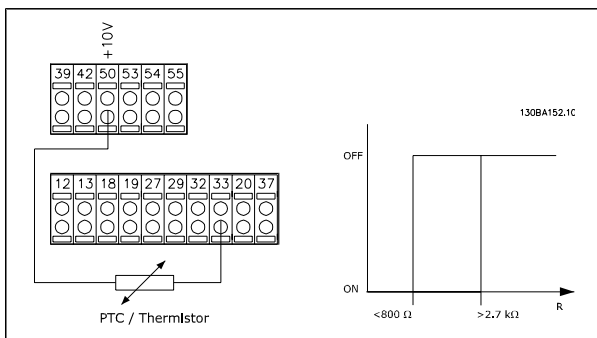 +10V
39 42 50 53 54 55
130BA152.10
OFF
12 13 18 19 27 29 32 33 20 37
ON
<800 Ω >2.7 kΩ
R
PTC / Thermistor